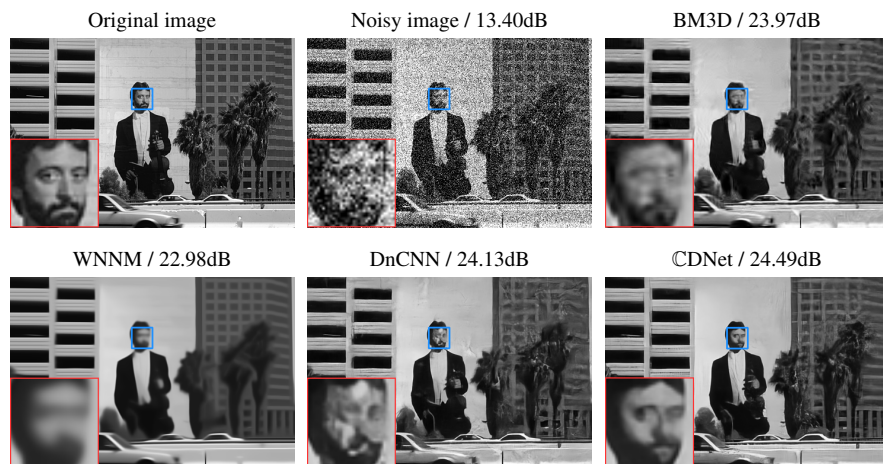 Original image
Noisy image / 13.40dB
BM3D / 23.97dB
WNNM / 22.98dB
DnCNN / 24.13dB
ℂDNet / 24.49dB